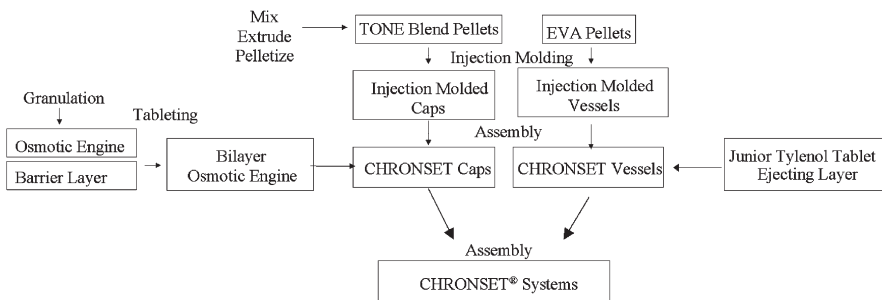 Mix
Extrude
Pelletize
TONE Blend Pellets
EVA Pellets
Injection Molding
Injection Molded
Caps
Injection Molded
Vessels
Granulation
Tableting
Assembly
Osmotic Engine
Barrier Layer
Bilayer
Osmotic Engine
CHRONSET Caps
CHRONSET Vessels
Junior Tylenol Tablet
Ejecting Layer
Assembly
CHRONSET® Systems